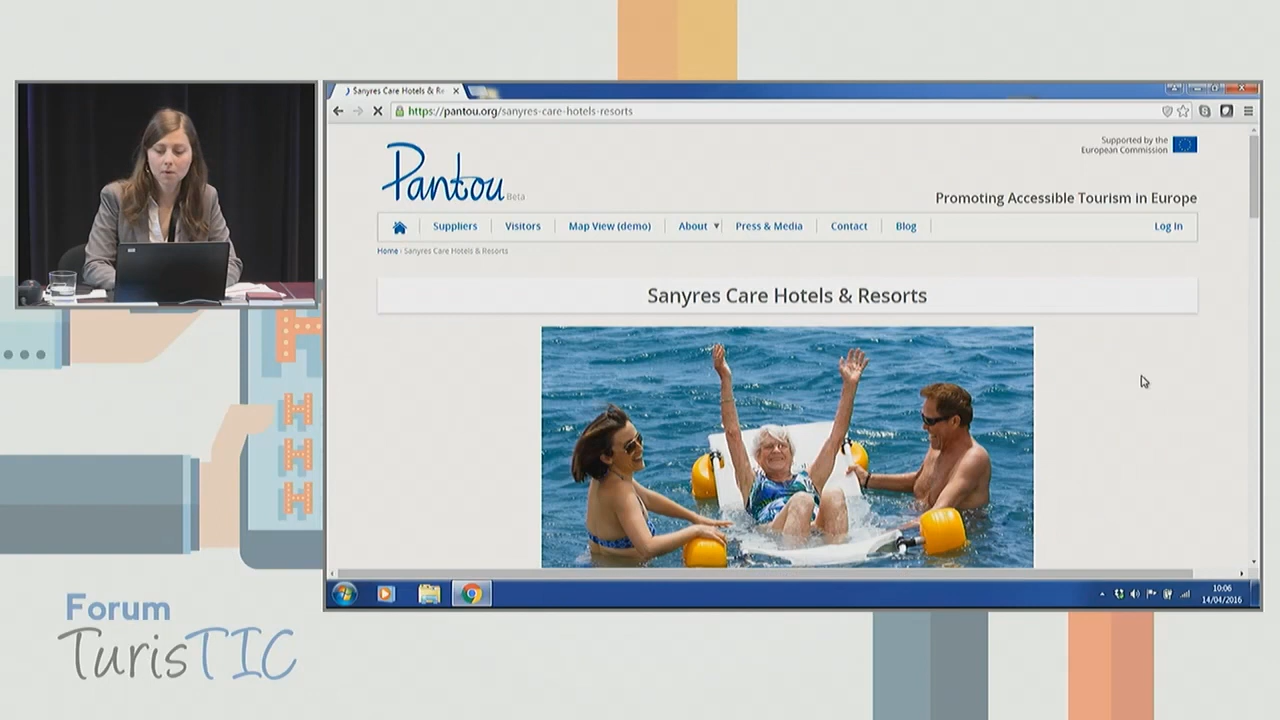 Sanyres Care Hotels & Re
https://pantou.org/sanyres-care-hotels-resorts
Supported by the
European Commission
Pantou Beta
Promoting Accessible Tourism in Europe
Suppliers
Visitors
Map View (demo)
About
Press & Media
Contact
Blog
Log In
Home › Sanyres Care Hotels & Resorts
Sanyres Care Hotels & Resorts
H
H
H
H
10:06
14/04/2016
Forum
TurisTIC